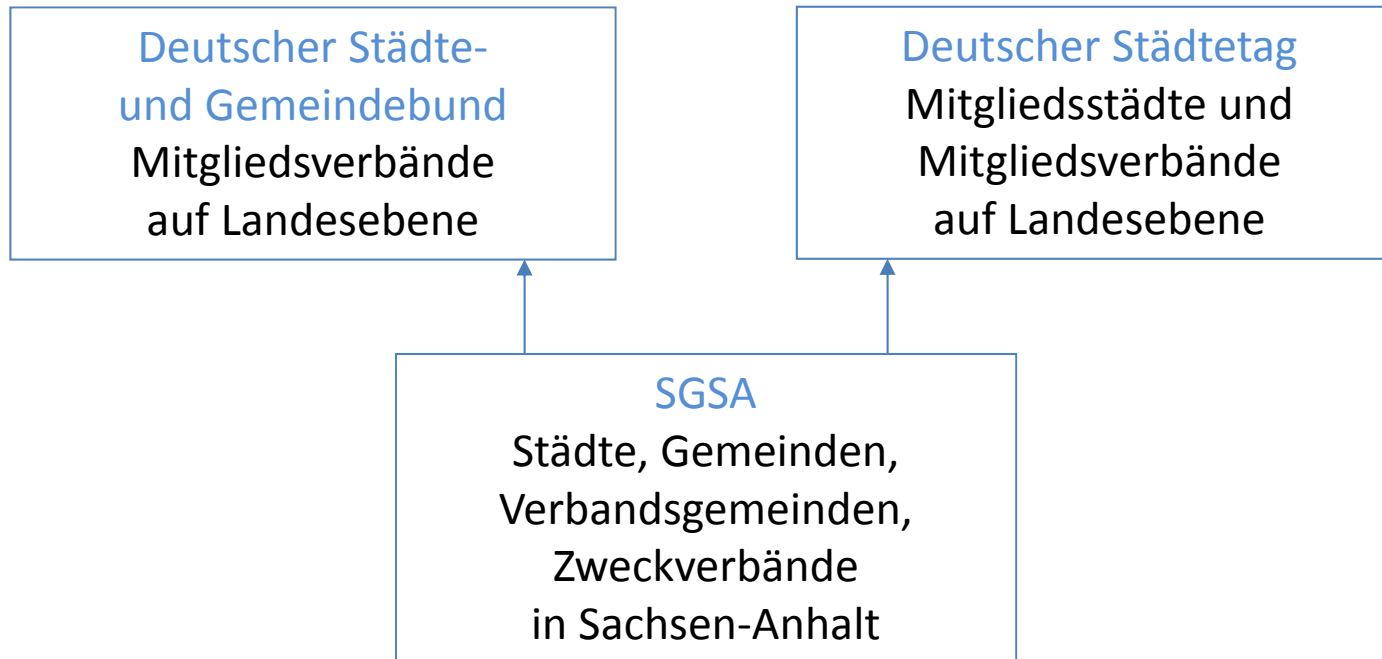 Deutscher Städte-
und Gemeindebund
Mitgliedsverbände
auf Landesebene
Deutscher Städtetag
Mitgliedsstädte und
Mitgliedsverbände
auf Landesebene
SGSA
Städte, Gemeinden,
Verbandsgemeinden,
Zweckverbände
in Sachsen-Anhalt